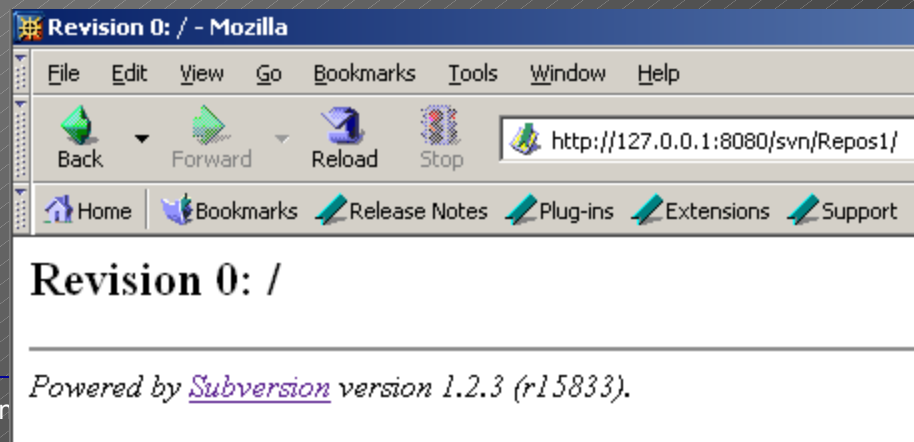 Revision 0: / - Mozilla
File Edit View Go Bookmarks Tools Window Help
Back Forward Reload Stop http://127.0.0.1:8080/svn/Repos1/
Home Bookmarks Release Notes Plug-ins Extensions Support
Revision 0: /
Powered by Subversion version 1.2.3 (r15833).